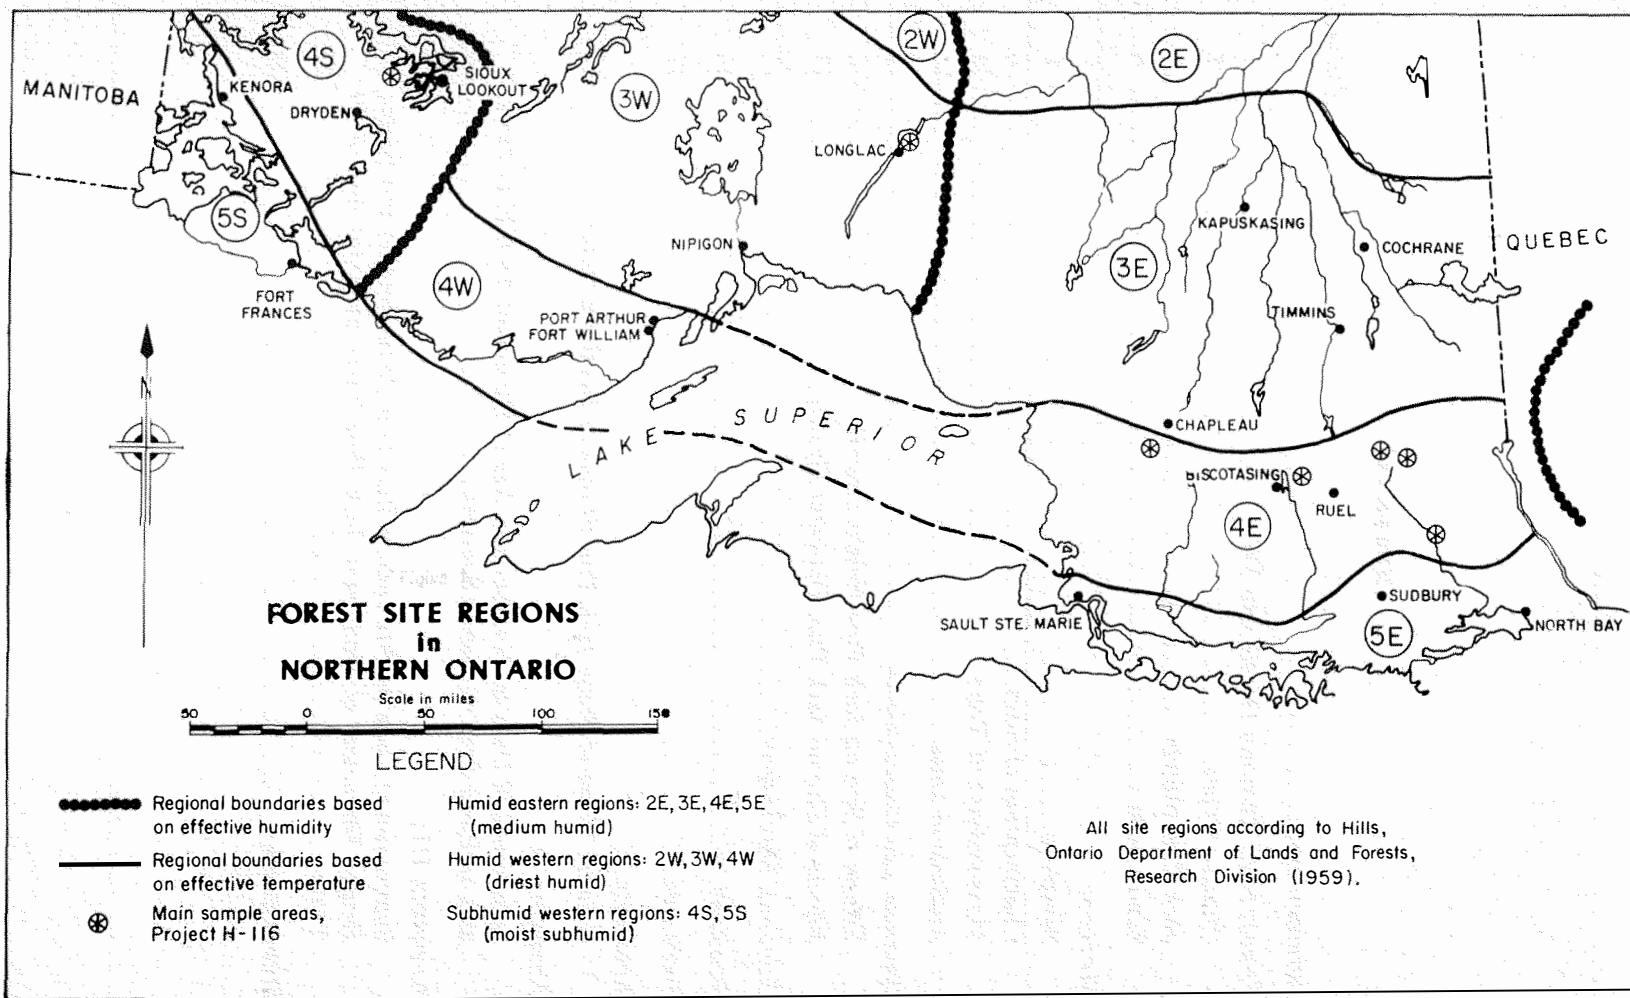 MANITOBA
KENORA
4S
SIOUX
LOOKOUT
DRYDEN
3W
2W
2E
LONGLAC
5S
FORT
FRANCES
4W
NIPIGON
PORT ARTHUR
FORT WILLIAM
KAPUSKASING
COCHRANE
QUEBEC
3E
TIMMINS
N
LAKE SUPERIOR
CHAPLEAU
BISCOTASING
RUEL
4E
SUDBURY
SAULT STE. MARIE
5E
NORTH BAY
FOREST SITE REGIONS
in
NORTHERN ONTARIO
Scale in miles
50 0 50 100 150
LEGEND
Regional boundaries based
on effective humidity
Regional boundaries based
on effective temperature
Main sample areas,
Project H-116
Humid eastern regions: 2E, 3E, 4E, 5E
(medium humid)
Humid western regions: 2W, 3W, 4W
(driest humid)
Subhumid western regions: 4S, 5S
(moist subhumid)
All site regions according to Hills,
Ontario Department of Lands and Forests,
Research Division (1959).